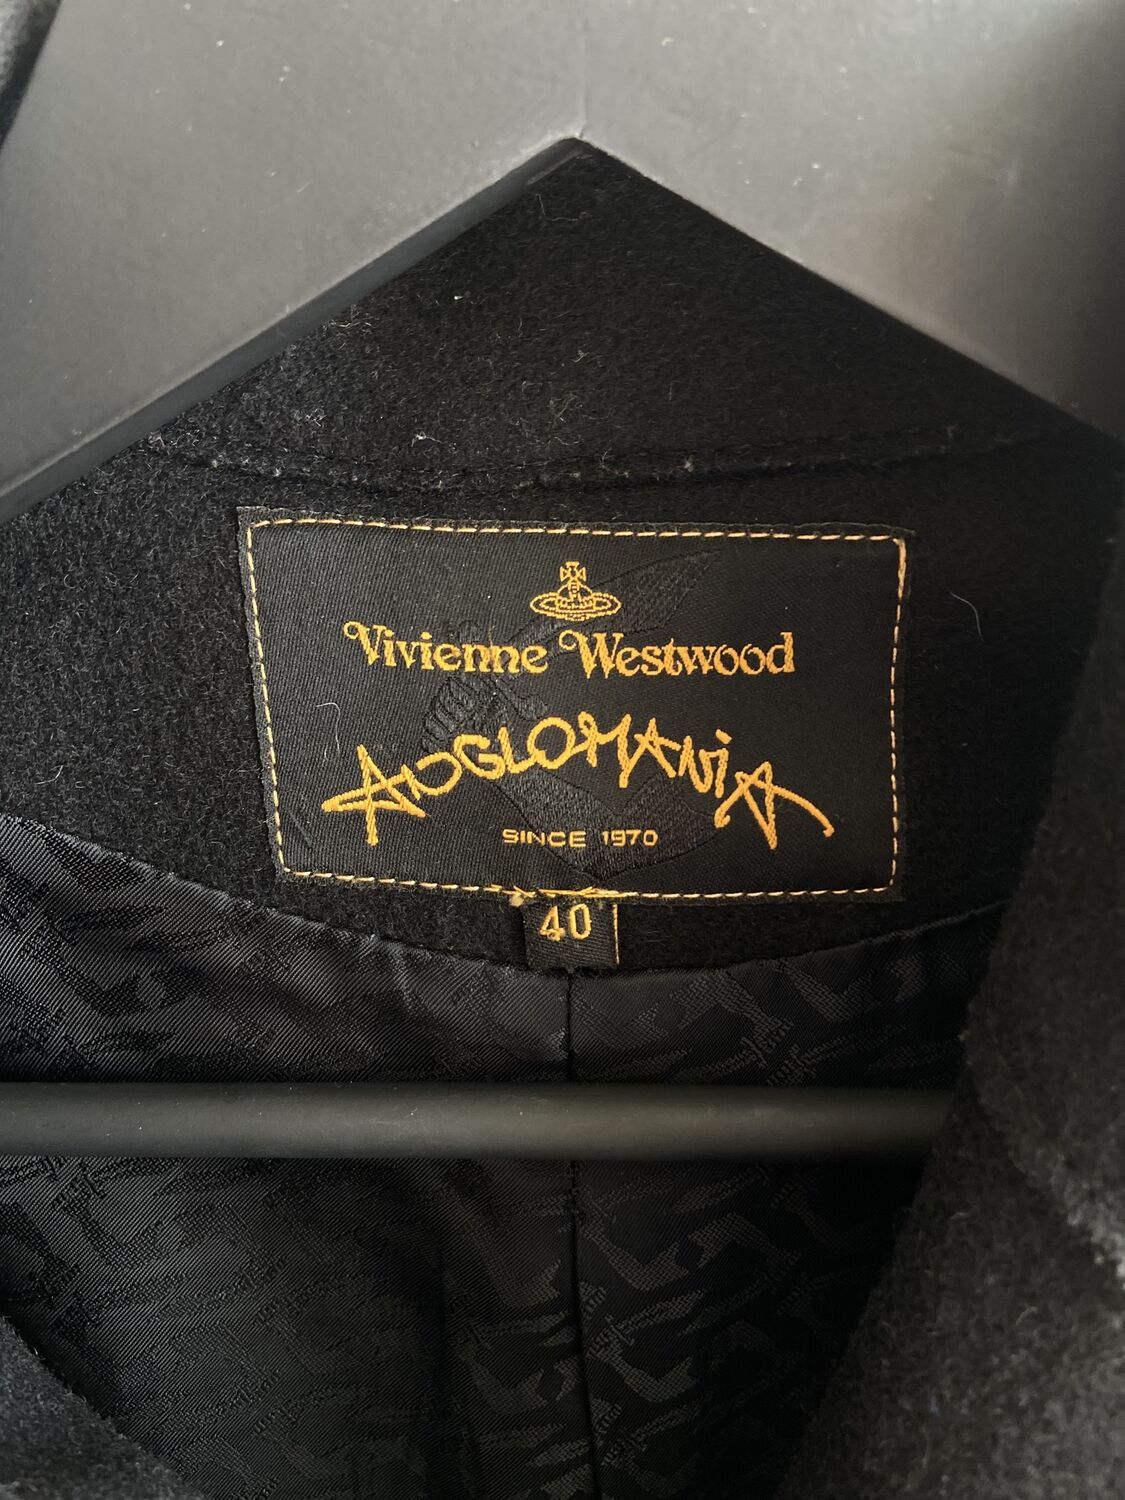 Vivienne Westwood
ANGLOMANiA
SINCE 1970
40